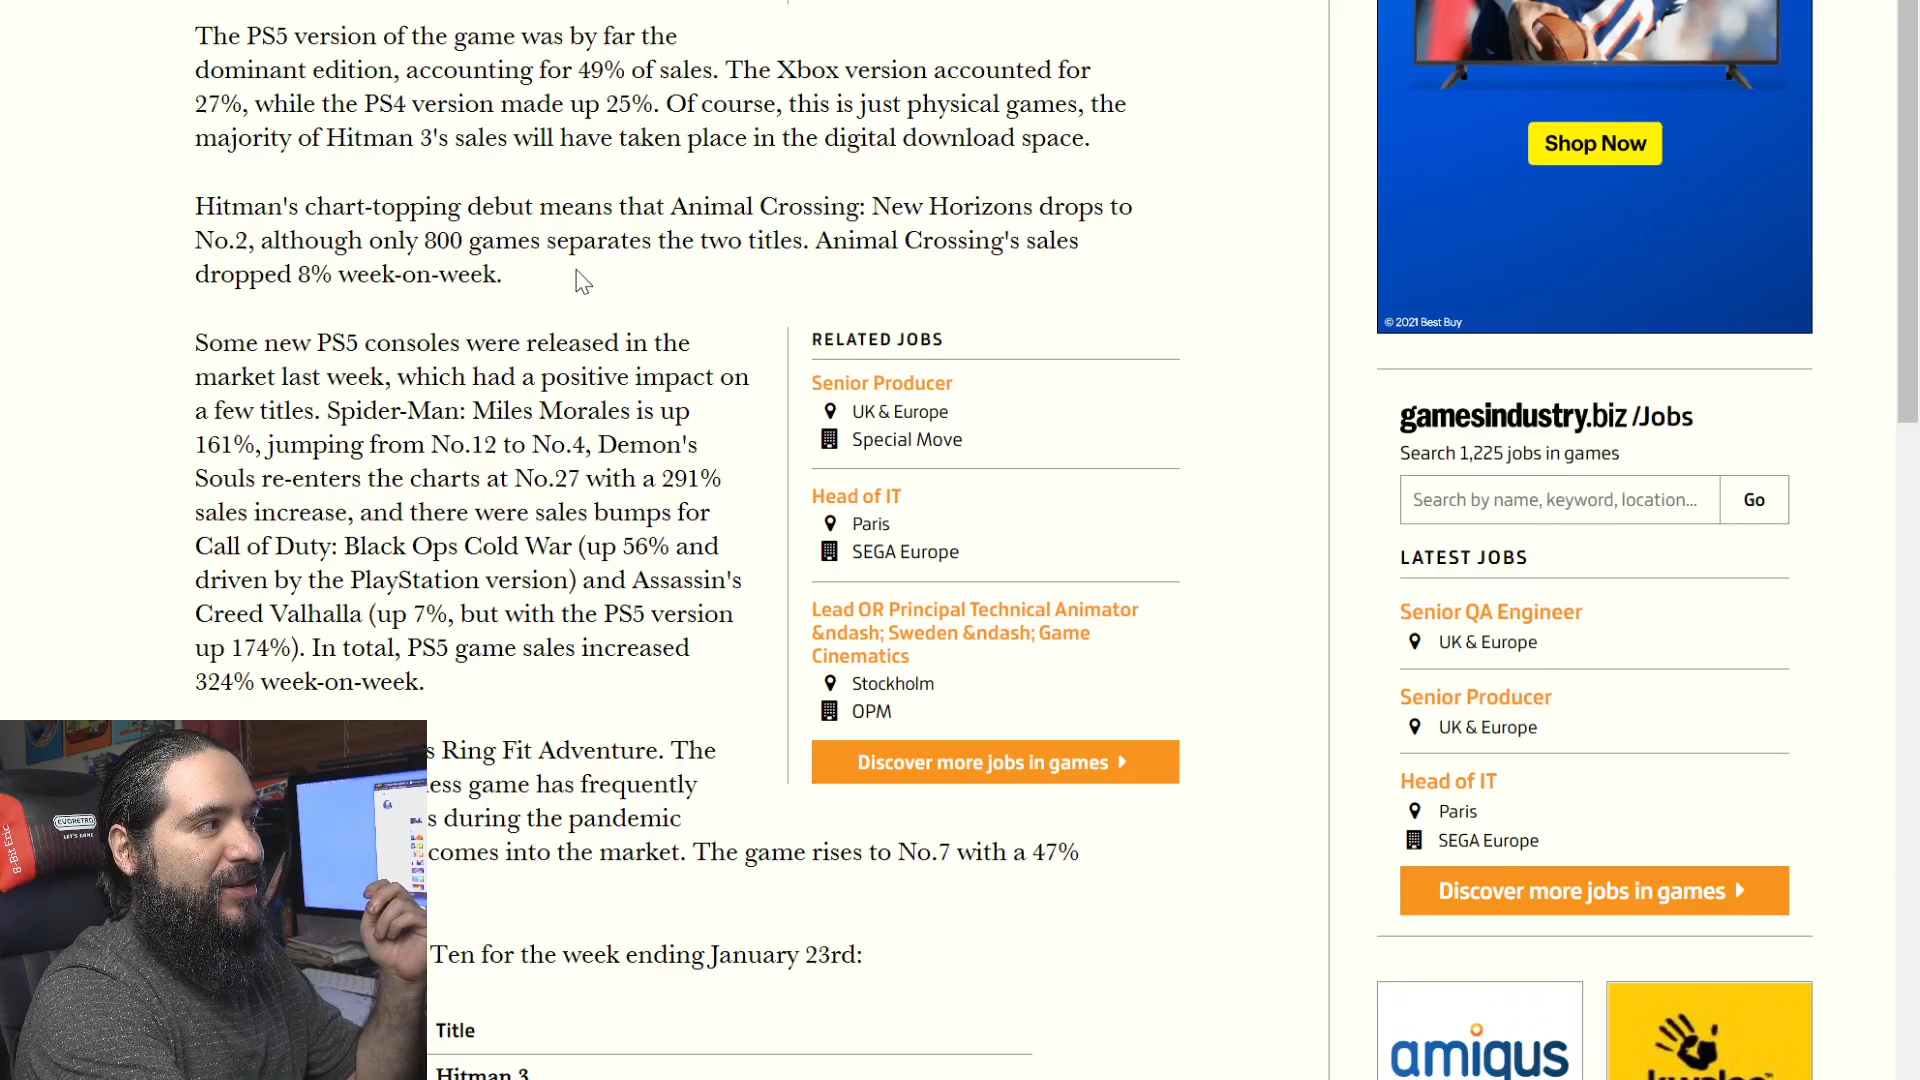 The PS5 version of the game was by far the
dominant edition, accounting for 49% of sales. The Xbox version accounted for
27%, while the PS4 version made up 25%. Of course, this is just physical games, the
majority of Hitman 3's sales will have taken place in the digital download space.
Hitman's chart-topping debut means that Animal Crossing: New Horizons drops to
No.2, although only 800 games separates the two titles. Animal Crossing's sales
dropped 8% week-on-week.
Some new PS5 consoles were released in the
market last week, which had a positive impact on
a few titles. Spider-Man: Miles Morales is up
161%, jumping from No.12 to No.4, Demon's
Souls re-enters the charts at No.27 with a 291%
sales increase, and there were sales bumps for
Call of Duty: Black Ops Cold War (up 56% and
driven by the PlayStation version) and Assassin's
Creed Valhalla (up 7%, but with the PS5 version
up 174%). In total, PS5 game sales increased
324% week-on-week.
s Ring Fit Adventure. The
ess game has frequently
s during the pandemic
comes into the market. The game rises to No.7 with a 47%
Ten for the week ending January 23rd:
Title
Hitman 3
RELATED JOBS
Senior Producer
UK & Europe
Special Move
Head of IT
Paris
SEGA Europe
Lead OR Principal Technical Animator
&ndash; Sweden &ndash; Game
Cinematics
Stockholm
OPM
Discover more jobs in games
Shop Now
© 2021 Best Buy
gamesindustry.biz /Jobs
Search 1,225 jobs in games
Search by name, keyword, location...
Go
LATEST JOBS
Senior QA Engineer
UK & Europe
Senior Producer
UK & Europe
Head of IT
Paris
SEGA Europe
Discover more jobs in games
amiqus
kwalee
8-Bit Eric
EVORETRO
LET'S GAME